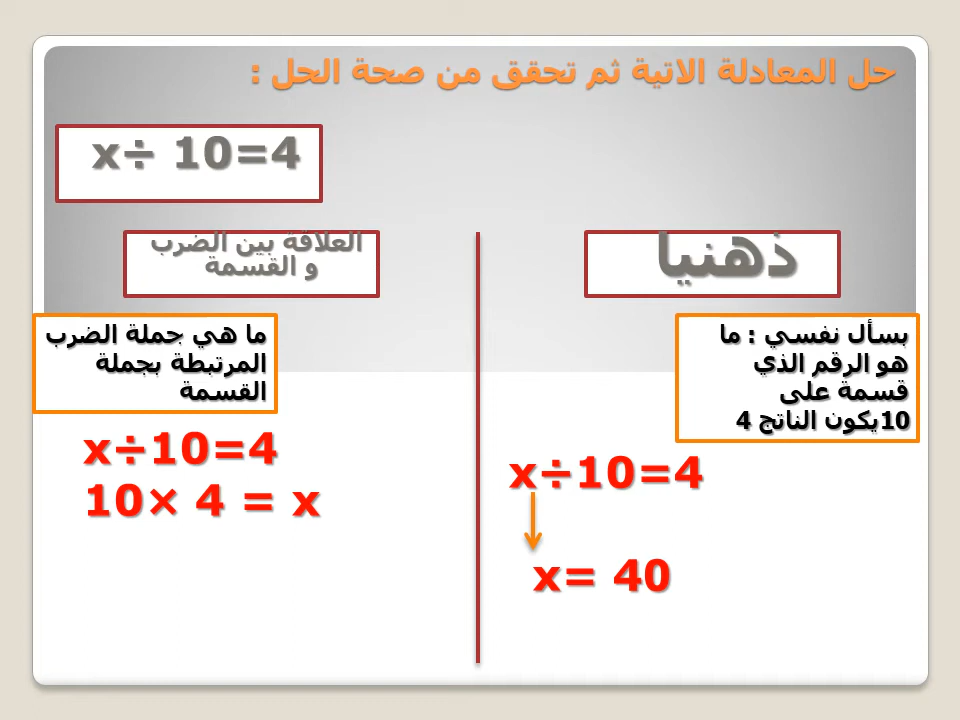 حل المعادلة الاتية ثم تحقق من صحة الحل :
x÷ 10=4
ذهنيا
بسأل نفسي : ما
هو الرقم الذي
قسمة على
10يكون الناتج 4
x÷10=4
x= 40
العلاقة بين الضرب
و القسمة
ما هي جملة الضرب
المرتبطة بجملة
القسمة
x÷10=4
10× 4 = x